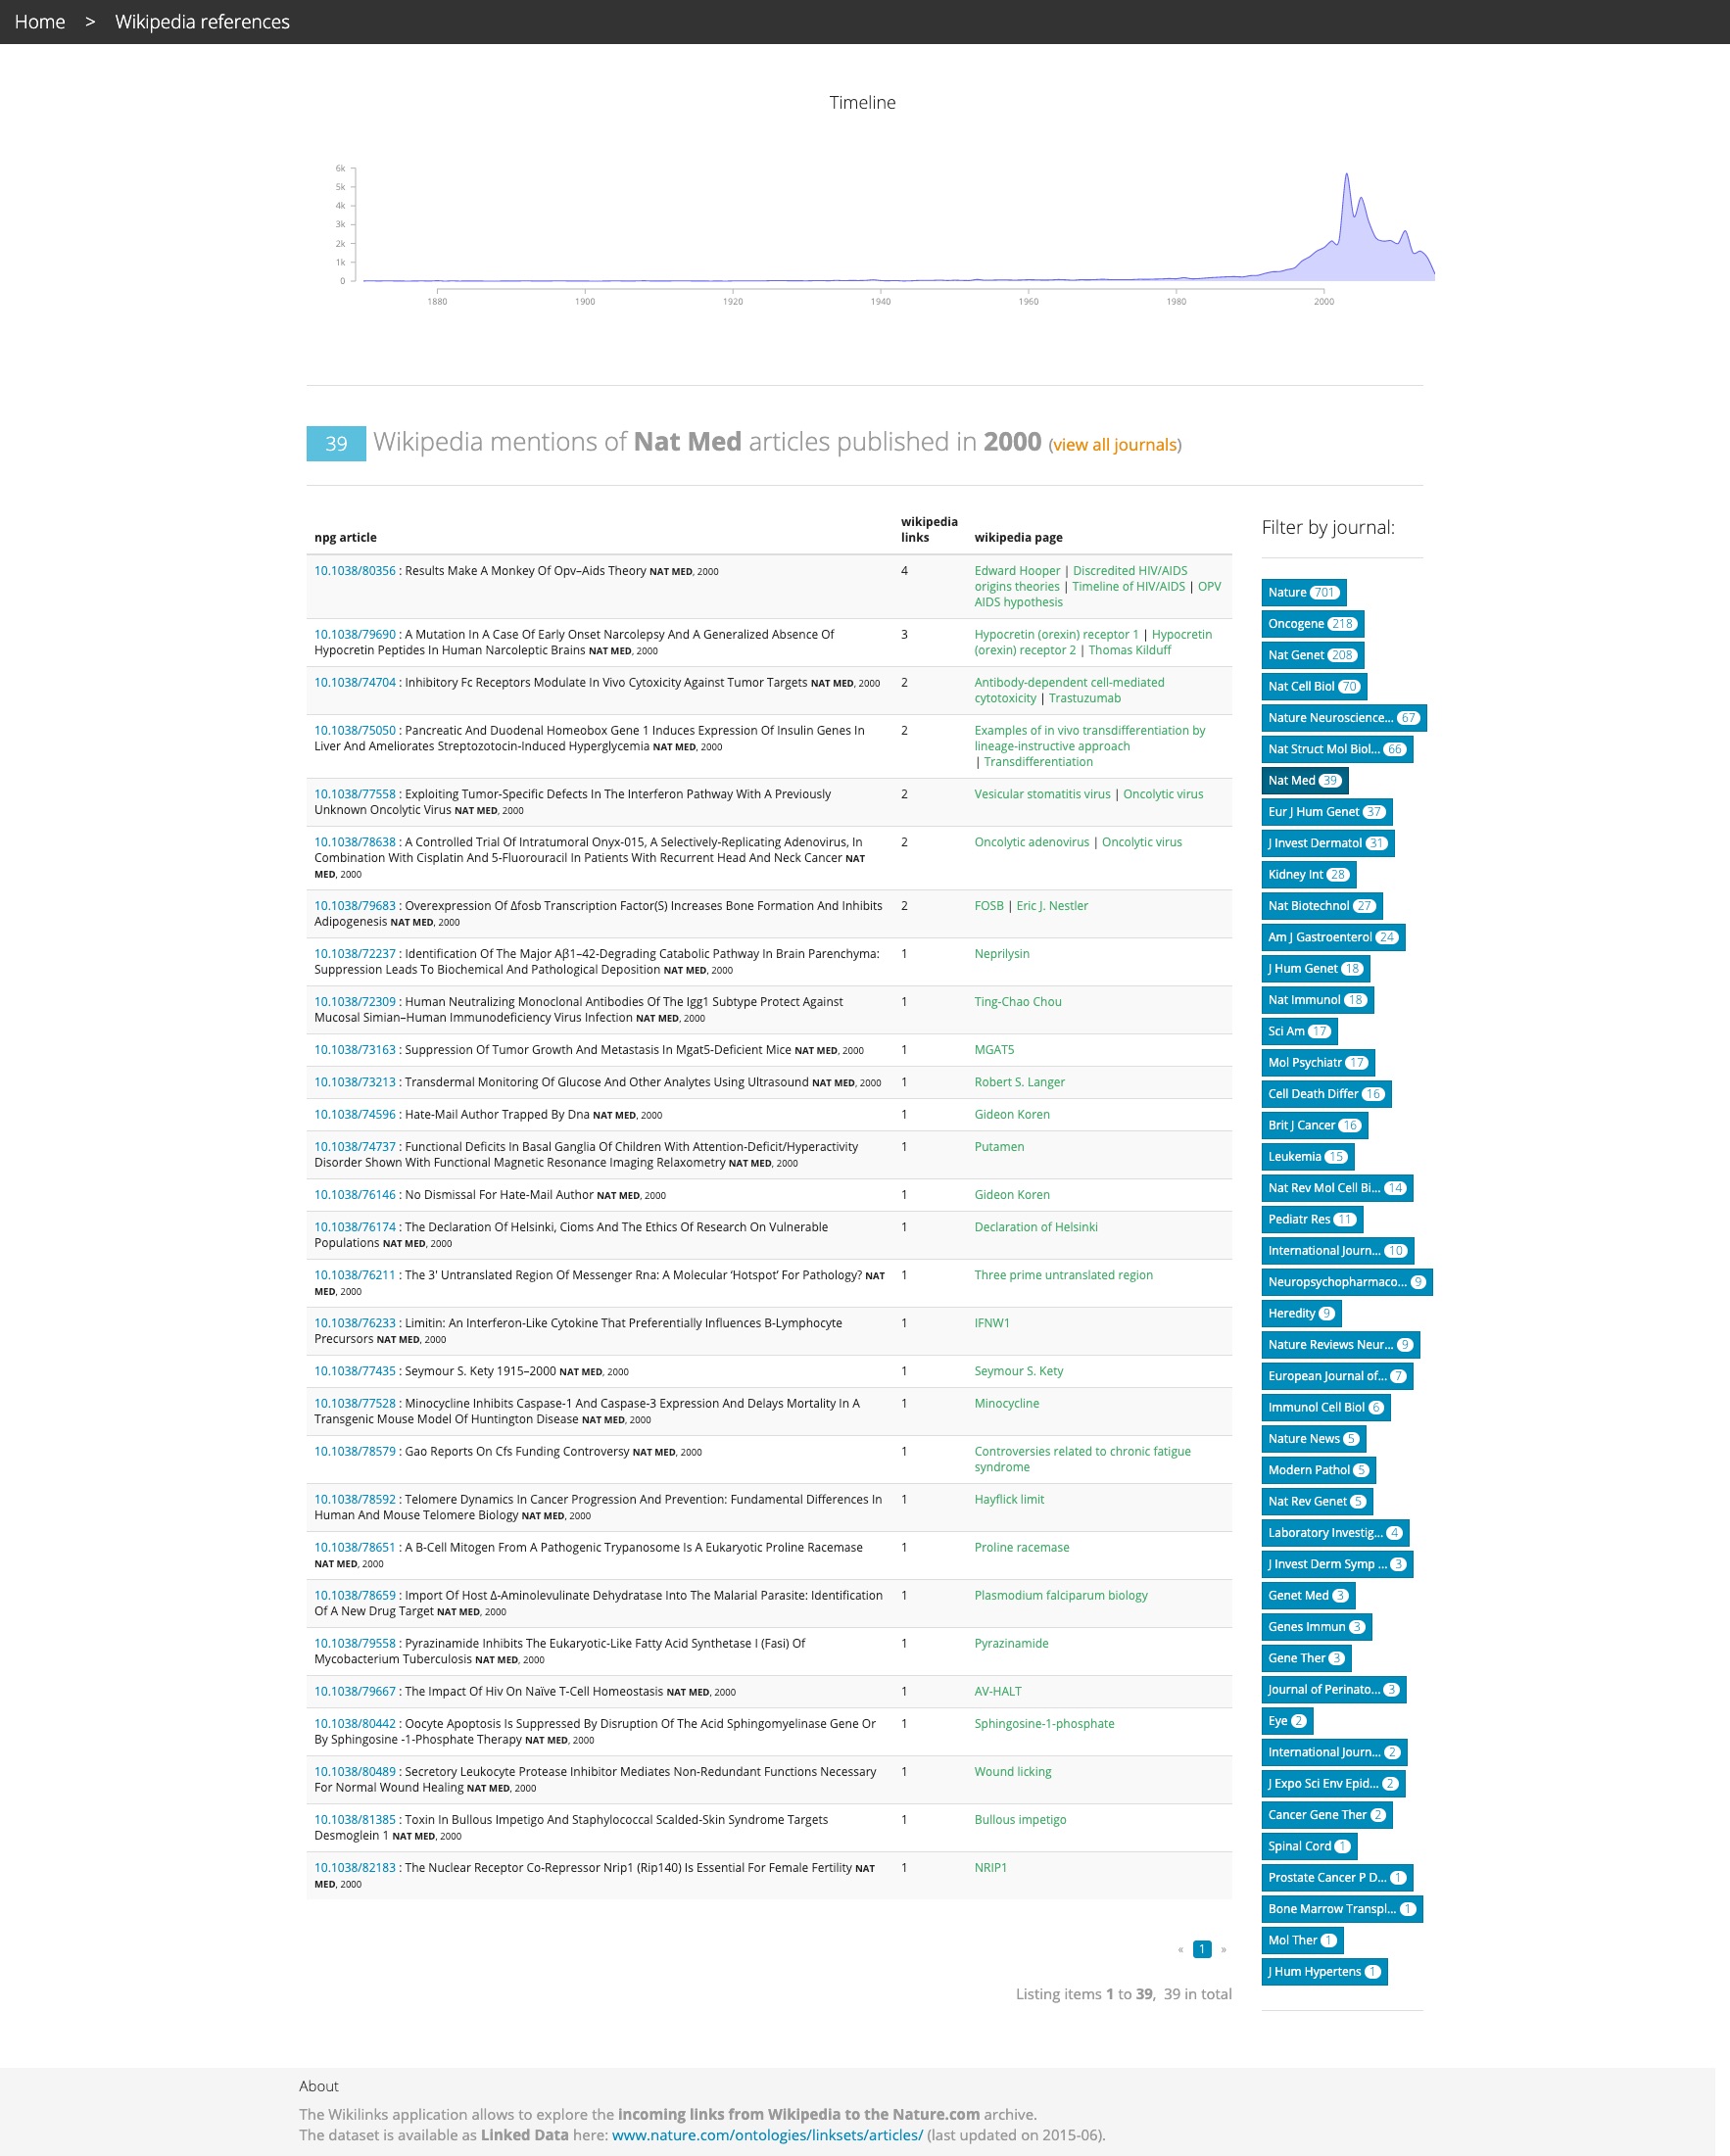 Home > Wikipedia references
Timeline
6k
5k
4k
3k
2k
1k
0
1880 1900 1920 1940 1960 1980 2000
39 Wikipedia mentions of Nat Med articles published in 2000 (view all journals)
npg article
wikipedia
links
wikipedia page
10.1038/80356 : Results Make A Monkey Of Opv–Aids Theory NAT MED, 2000
4
Edward Hooper | Discredited HIV/AIDS
origins theories | Timeline of HIV/AIDS | OPV
AIDS hypothesis
10.1038/79690 : A Mutation In A Case Of Early Onset Narcolepsy And A Generalized Absence Of
Hypocretin Peptides In Human Narcoleptic Brains NAT MED, 2000
3
Hypocretin (orexin) receptor 1 | Hypocretin
(orexin) receptor 2 | Thomas Kilduff
10.1038/74704 : Inhibitory Fc Receptors Modulate In Vivo Cytoxicity Against Tumor Targets NAT MED, 2000
2
Antibody-dependent cell-mediated
cytotoxicity | Trastuzumab
10.1038/75050 : Pancreatic And Duodenal Homeobox Gene 1 Induces Expression Of Insulin Genes In
Liver And Ameliorates Streptozotocin-Induced Hyperglycemia NAT MED, 2000
2
Examples of in vivo transdifferentiation by
lineage-instructive approach
| Transdifferentiation
10.1038/77558 : Exploiting Tumor-Specific Defects In The Interferon Pathway With A Previously
Unknown Oncolytic Virus NAT MED, 2000
2
Vesicular stomatitis virus | Oncolytic virus
10.1038/78638 : A Controlled Trial Of Intratumoral Onyx-015, A Selectively-Replicating Adenovirus, In
Combination With Cisplatin And 5-Fluorouracil In Patients With Recurrent Head And Neck Cancer NAT
MED, 2000
2
Oncolytic adenovirus | Oncolytic virus
10.1038/79683 : Overexpression Of Δfosb Transcription Factor(S) Increases Bone Formation And Inhibits
Adipogenesis NAT MED, 2000
2
FOSB | Eric J. Nestler
10.1038/72237 : Identification Of The Major Aβ1–42-Degrading Catabolic Pathway In Brain Parenchyma:
Suppression Leads To Biochemical And Pathological Deposition NAT MED, 2000
1
Neprilysin
10.1038/72309 : Human Neutralizing Monoclonal Antibodies Of The Igg1 Subtype Protect Against
Mucosal Simian–Human Immunodeficiency Virus Infection NAT MED, 2000
1
Ting-Chao Chou
10.1038/73163 : Suppression Of Tumor Growth And Metastasis In Mgat5-Deficient Mice NAT MED, 2000
1
MGAT5
10.1038/73213 : Transdermal Monitoring Of Glucose And Other Analytes Using Ultrasound NAT MED, 2000
1
Robert S. Langer
10.1038/74596 : Hate-Mail Author Trapped By Dna NAT MED, 2000
1
Gideon Koren
10.1038/74737 : Functional Deficits In Basal Ganglia Of Children With Attention-Deficit/Hyperactivity
Disorder Shown With Functional Magnetic Resonance Imaging Relaxometry NAT MED, 2000
1
Putamen
10.1038/76146 : No Dismissal For Hate-Mail Author NAT MED, 2000
1
Gideon Koren
10.1038/76174 : The Declaration Of Helsinki, Cioms And The Ethics Of Research On Vulnerable
Populations NAT MED, 2000
1
Declaration of Helsinki
10.1038/76211 : The 3' Untranslated Region Of Messenger Rna: A Molecular ‘Hotspot’ For Pathology? NAT
MED, 2000
1
Three prime untranslated region
10.1038/76233 : Limitin: An Interferon-Like Cytokine That Preferentially Influences B-Lymphocyte
Precursors NAT MED, 2000
1
IFNW1
10.1038/77435 : Seymour S. Kety 1915–2000 NAT MED, 2000
1
Seymour S. Kety
10.1038/77528 : Minocycline Inhibits Caspase-1 And Caspase-3 Expression And Delays Mortality In A
Transgenic Mouse Model Of Huntington Disease NAT MED, 2000
1
Minocycline
10.1038/78579 : Gao Reports On Cfs Funding Controversy NAT MED, 2000
1
Controversies related to chronic fatigue
syndrome
10.1038/78592 : Telomere Dynamics In Cancer Progression And Prevention: Fundamental Differences In
Human And Mouse Telomere Biology NAT MED, 2000
1
Hayflick limit
10.1038/78651 : A B-Cell Mitogen From A Pathogenic Trypanosome Is A Eukaryotic Proline Racemase
NAT MED, 2000
1
Proline racemase
10.1038/78659 : Import Of Host Δ-Aminolevulinate Dehydratase Into The Malarial Parasite: Identification
Of A New Drug Target NAT MED, 2000
1
Plasmodium falciparum biology
10.1038/79558 : Pyrazinamide Inhibits The Eukaryotic-Like Fatty Acid Synthetase I (Fasi) Of
Mycobacterium Tuberculosis NAT MED, 2000
1
Pyrazinamide
10.1038/79667 : The Impact Of Hiv On Naïve T-Cell Homeostasis NAT MED, 2000
1
AV-HALT
10.1038/80442 : Oocyte Apoptosis Is Suppressed By Disruption Of The Acid Sphingomyelinase Gene Or
By Sphingosine -1-Phosphate Therapy NAT MED, 2000
1
Sphingosine-1-phosphate
10.1038/80489 : Secretory Leukocyte Protease Inhibitor Mediates Non-Redundant Functions Necessary
For Normal Wound Healing NAT MED, 2000
1
Wound licking
10.1038/81385 : Toxin In Bullous Impetigo And Staphylococcal Scalded-Skin Syndrome Targets
Desmoglein 1 NAT MED, 2000
1
Bullous impetigo
10.1038/82183 : The Nuclear Receptor Co-Repressor Nrip1 (Rip140) Is Essential For Female Fertility NAT
MED, 2000
1
NRIP1
« 1 »
Listing items 1 to 39, 39 in total
Filter by journal:
Nature 701
Oncogene 218
Nat Genet 208
Nat Cell Biol 70
Nature Neuroscience... 67
Nat Struct Mol Biol... 66
Nat Med 39
Eur J Hum Genet 37
J Invest Dermatol 31
Kidney Int 28
Nat Biotechnol 27
Am J Gastroenterol 24
J Hum Genet 18
Nat Immunol 18
Sci Am 17
Mol Psychiatr 17
Cell Death Differ 16
Brit J Cancer 16
Leukemia 15
Nat Rev Mol Cell Bi... 14
Pediatr Res 11
International Journ... 10
Neuropsychopharmaco... 9
Heredity 9
Nature Reviews Neur... 9
European Journal of... 7
Immunol Cell Biol 6
Nature News 5
Modern Pathol 5
Nat Rev Genet 5
Laboratory Investig... 4
J Invest Derm Symp ... 3
Genet Med 3
Genes Immun 3
Gene Ther 3
Journal of Perinato... 3
Eye 2
International Journ... 2
J Expo Sci Env Epid... 2
Cancer Gene Ther 2
Spinal Cord 1
Prostate Cancer P D... 1
Bone Marrow Transpl... 1
Mol Ther 1
J Hum Hypertens 1
About
The Wikilinks application allows to explore the incoming links from Wikipedia to the Nature.com archive.
The dataset is available as Linked Data here: www.nature.com/ontologies/linksets/articles/ (last updated on 2015-06).